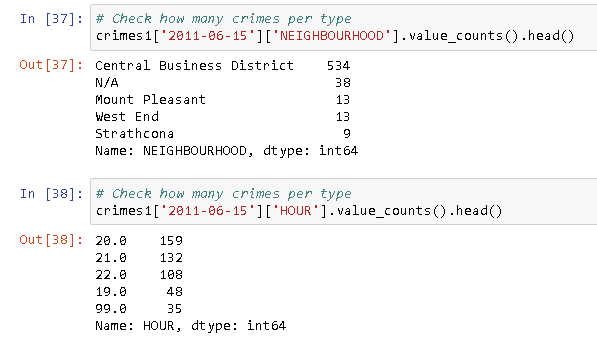 In [37]: # Check how many crimes per type
crimes1['2011-06-15']['NEIGHBOURHOOD'].value_counts().head()
Out[37]: Central Business District    534
N/A                           38
Mount Pleasant                13
West End                      13
Strathcona                     9
Name: NEIGHBOURHOOD, dtype: int64
In [38]: # Check how many crimes per type
crimes1['2011-06-15']['HOUR'].value_counts().head()
Out[38]: 20.0    159
21.0    132
22.0    108
19.0     48
99.0     35
Name: HOUR, dtype: int64